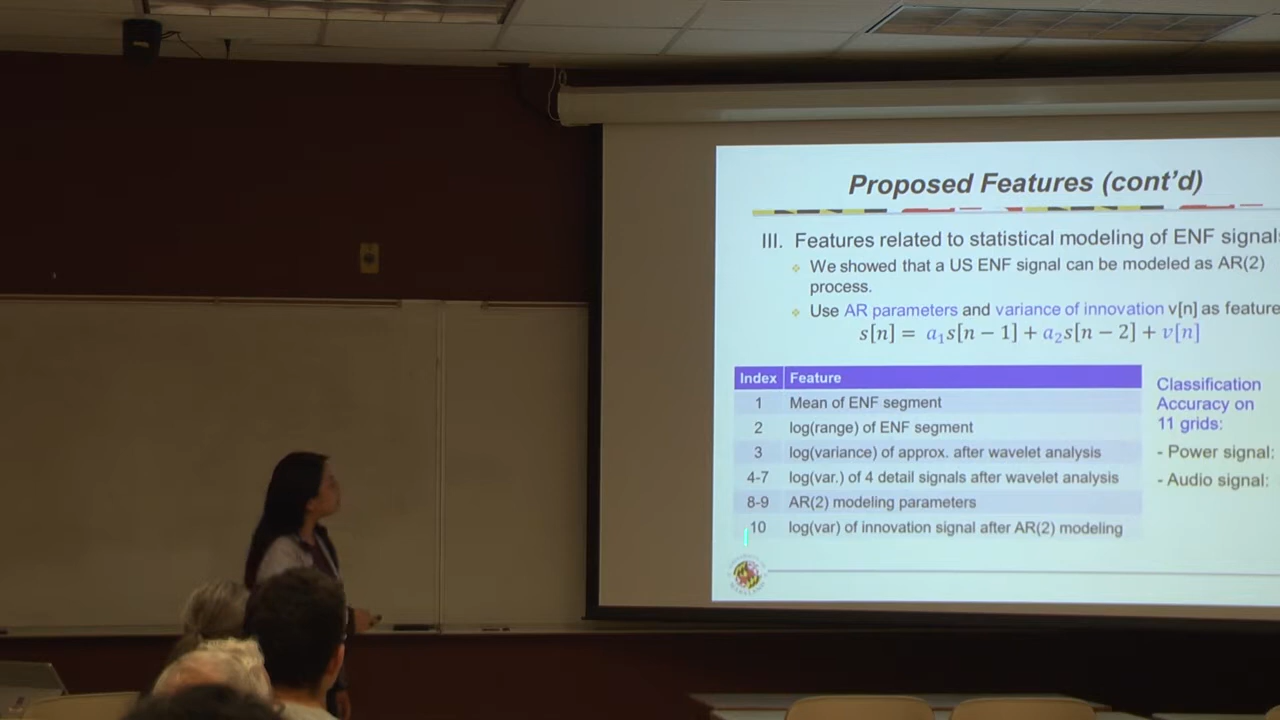 Proposed Features (cont'd)
III. Features related to statistical modeling of ENF signal
We showed that a US ENF signal can be modeled as AR(2)
process.
Use AR parameters and variance of innovation v[n] as feature
s[n] = a₁s[n − 1] + a₂s[n − 2] + v[n]
Index Feature
1 Mean of ENF segment
2 log(range) of ENF segment
3 log(variance) of approx. after wavelet analysis
4-7 log(var.) of 4 detail signals after wavelet analysis
8-9 AR(2) modeling parameters
10 log(var) of innovation signal after AR(2) modeling
Classification
Accuracy on
11 grids:
- Power signal:
- Audio signal: